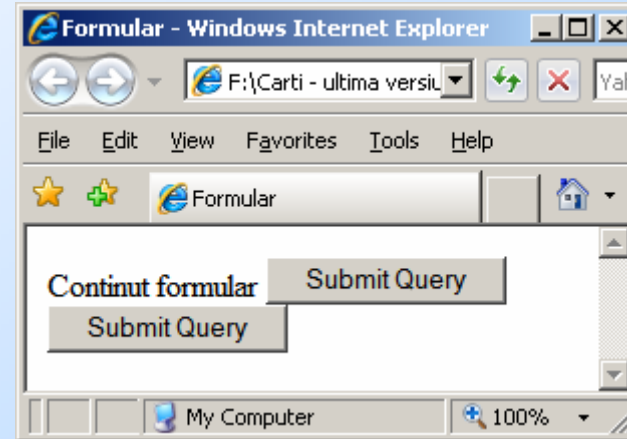 Formular - Windows Internet Explorer
F:\Carti - ultima versiu
File Edit View Favorites Tools Help
Formular
Continut formular Submit Query
Submit Query
My Computer 100%